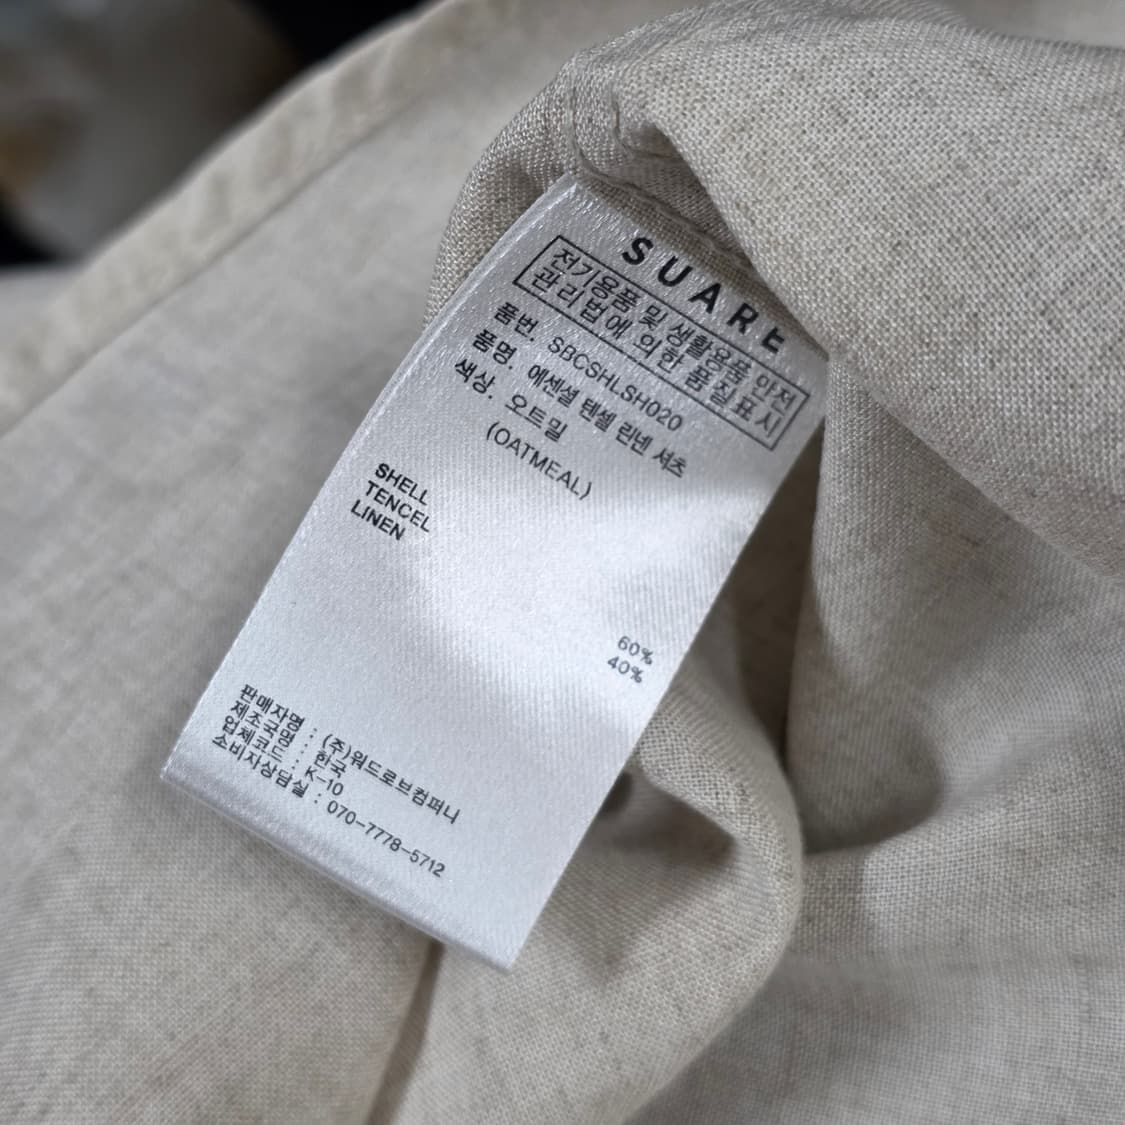 SUARE
전기용품 및 생활용품 안전
관리법에 의한 품질표시
품번. SBCSHLSH020
품명. 에센셜 텐셀 린넨 셔츠
색상. 오트밀
(OATMEAL)
SHELL
TENCEL 60%
LINEN 40%
판매자명 : (주)워드로브컴퍼니
제조국명 : 한국
업체코드 : K-10
소비자상담실 : 070-7778-5712